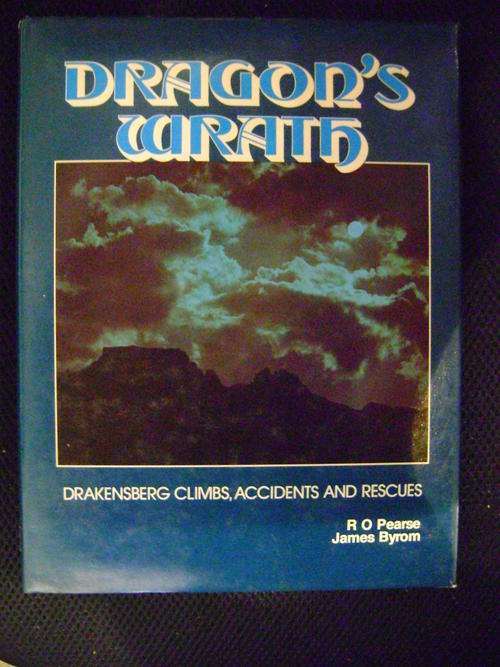 DRAGON'S
WRATH
DRAKENSBERG CLIMBS, ACCIDENTS AND RESCUES
R O Pearse
James Byrom